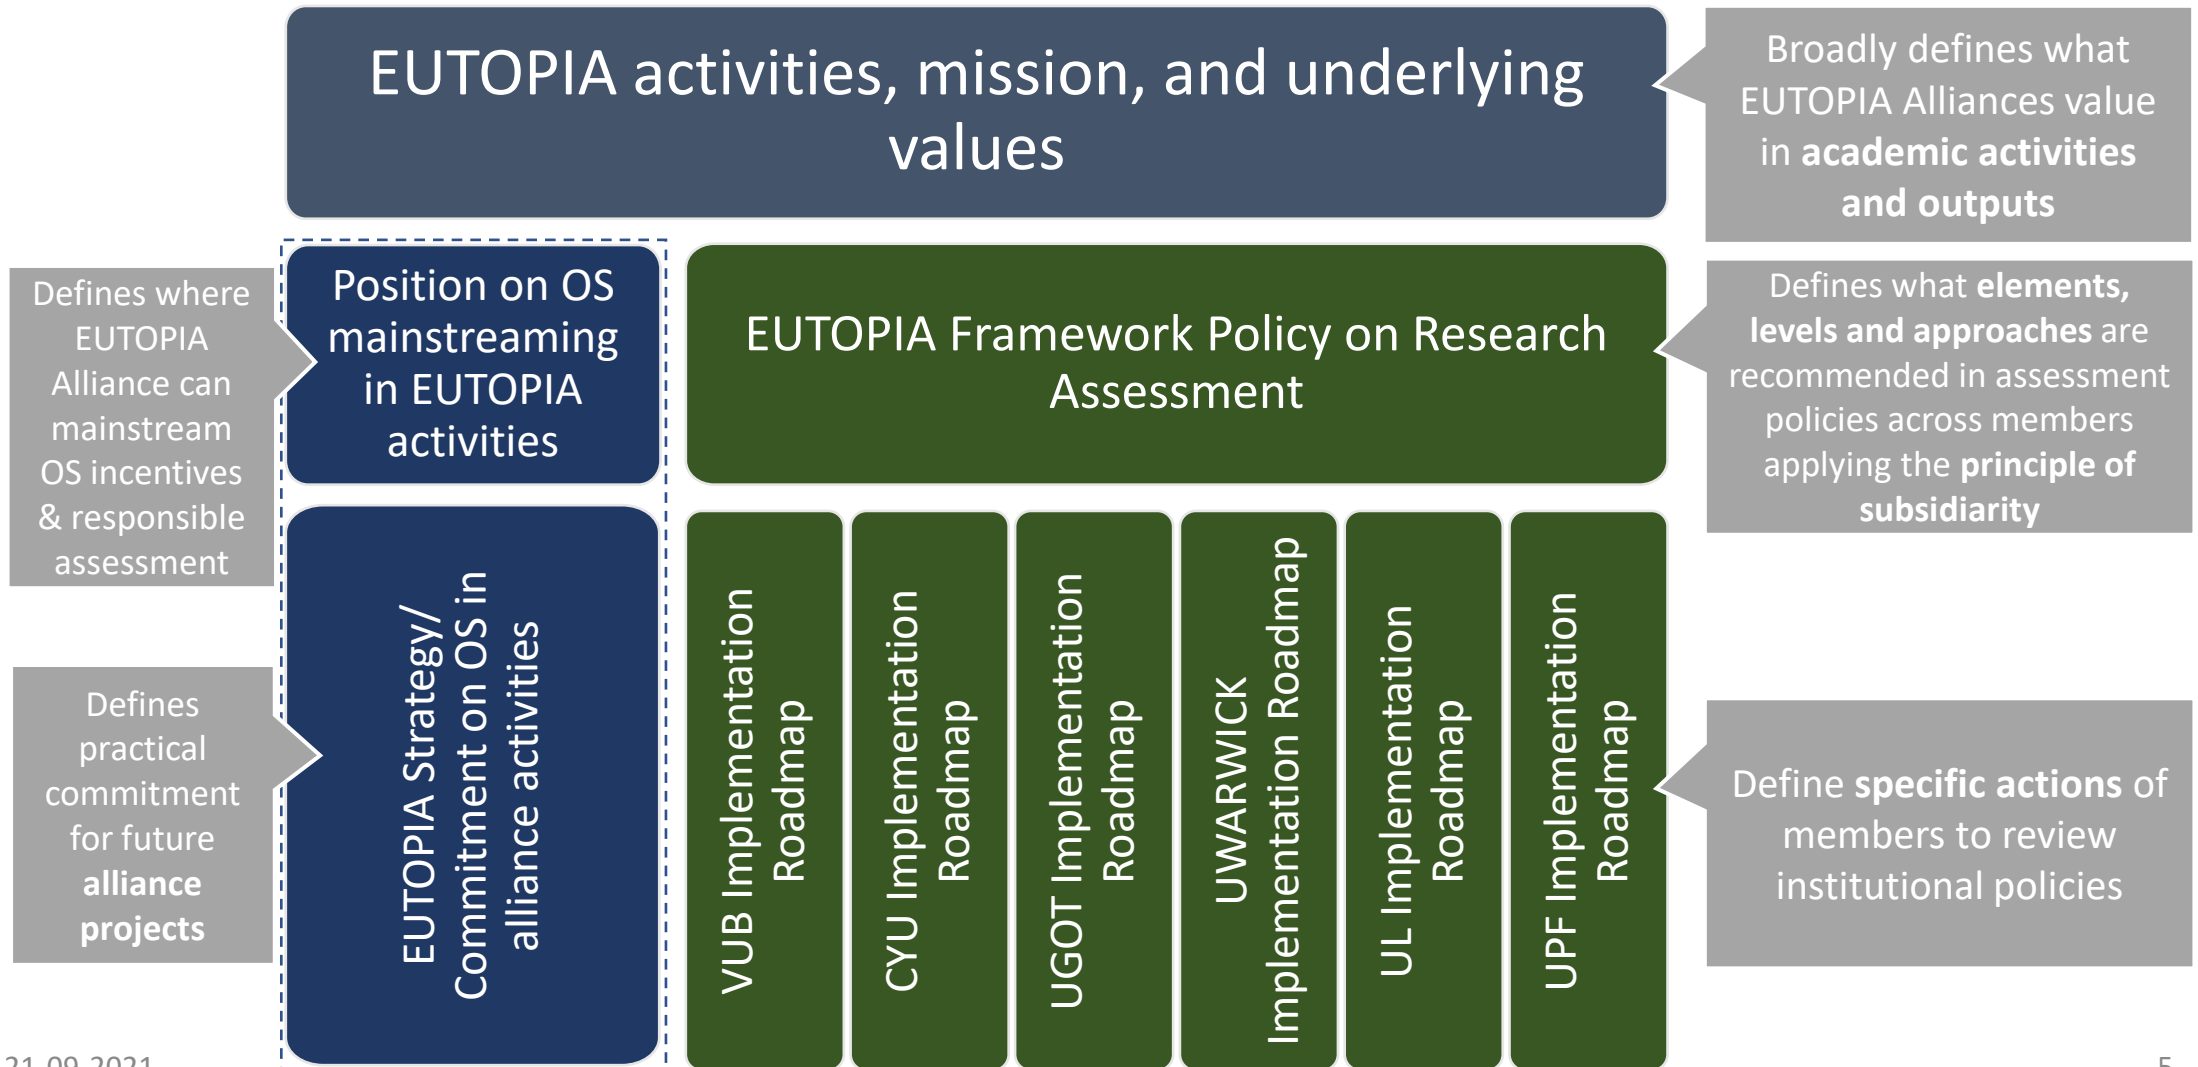 EUTOPIA activities, mission, and underlying
values
Broadly defines what
EUTOPIA Alliances value
in academic activities
and outputs
Defines where
EUTOPIA
Alliance can
mainstream
OS incentives
& responsible
assessment
Position on OS
mainstreaming
in EUTOPIA
activities
EUTOPIA Framework Policy on Research
Assessment
Defines what elements,
levels and approaches are
recommended in assessment
policies across members
applying the principle of
subsidiarity
Defines
practical
commitment
for future
alliance
projects
EUTOPIA Strategy/
Commitment on OS in
alliance activities
VUB Implementation
Roadmap
CYU Implementation
Roadmap
UGOT Implementation
Roadmap
UWARWICK
Implementation Roadmap
UL Implementation
Roadmap
UPF Implementation
Roadmap
Define specific actions of
members to review
institutional policies
21-09-2021
5